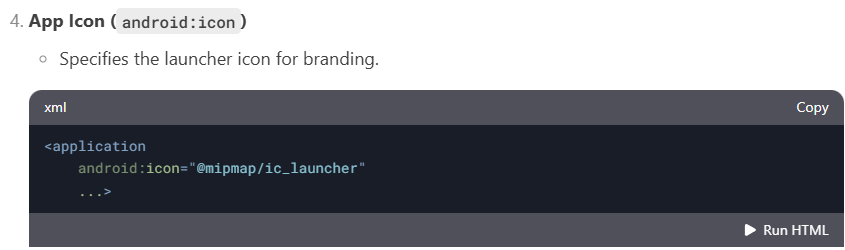 4. App Icon (android:icon)
Specifies the launcher icon for branding.
xml Copy
<application
android:icon="@mipmap/ic_launcher"
...>
Run HTML